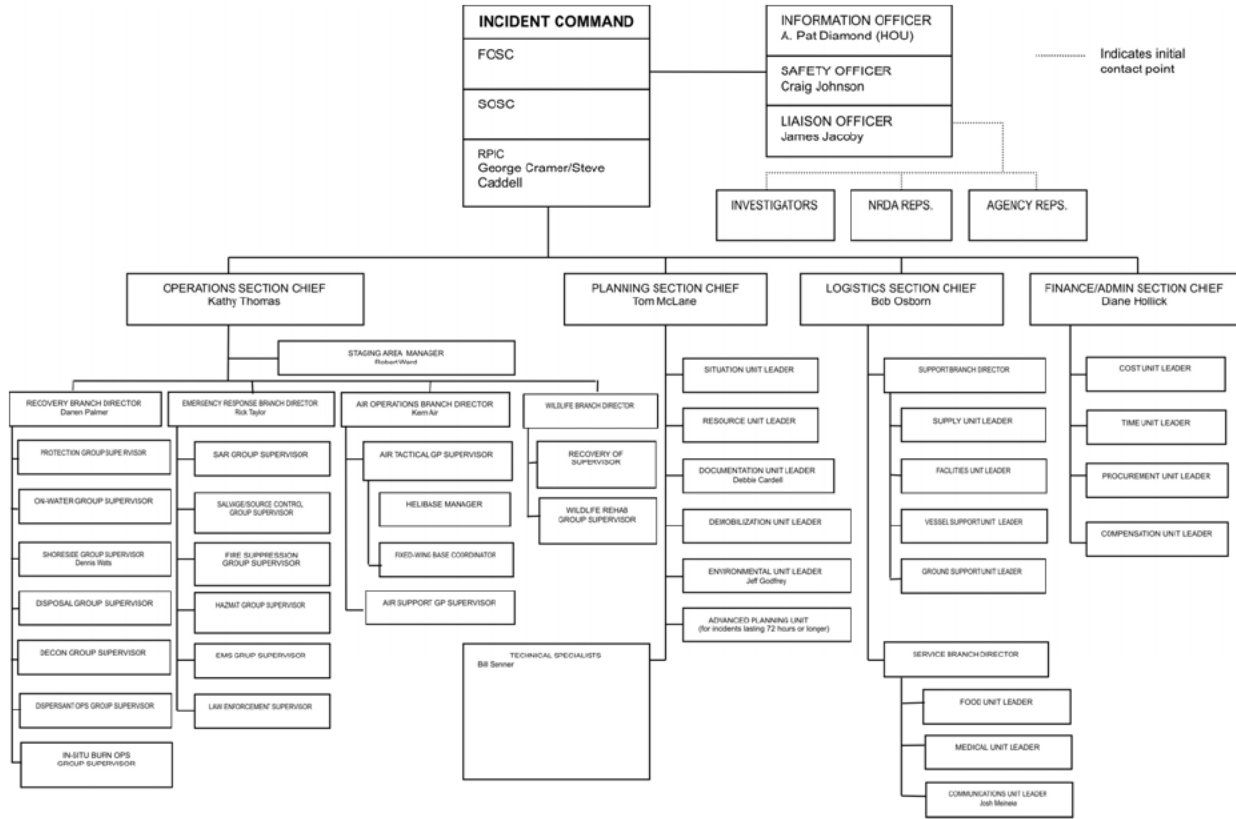 INCIDENT COMMAND
FOSC
SOSC
RPIC
George Cramer/Steve
Caddell
INFORMATION OFFICER
A. Pat Diamond (HOU)
SAFETY OFFICER
Craig Johnson
LIAISON OFFICER
James Jacoby
Indicates initial
contact point
INVESTIGATORS
NRDA REPS.
AGENCY REPS.
OPERATIONS SECTION CHIEF
Kathy Thomas
PLANNING SECTION CHIEF
Tom McLane
LOGISTICS SECTION CHIEF
Bob Osborn
FINANCE/ADMIN SECTION CHIEF
Diane Hollick
STAGING AREA MANAGER
Robert Ward
RECOVERY BRANCH DIRECTOR
Darren Palmer
PROTECTION GROUP SUPERVISOR
ON-WATER GROUP SUPERVISOR
SHORESIDE GROUP SUPERVISOR
Dennis Wats
DISPOSAL GROUP SUPERVISOR
DECON GROUP SUPERVISOR
DISPERSANT OPS GROUP SUPERVISOR
IN-SITU BURN OPS
GROUP SUPERVISOR
EMERGENCY RESPONSE BRANCH DIRECTOR
Rick Taylor
SAR GROUP SUPERVISOR
SALVAGE/SOURCE CONTROL
GROUP SUPERVISOR
FIRE SUPPRESSION
GROUP SUPERVISOR
HAZMAT GROUP SUPERVISOR
EMS GRUP SUPERVISOR
LAW ENFORCEMENT SUPERVISOR
AIR OPERATIONS BRANCH DIRECTOR
Kern Air
AIR TACTICAL GP SUPERVISOR
HELIBASE MANAGER
FIXED-WING BASE COORDINATOR
AIR SUPPORT GP SUPERVISOR
WILDLIFE BRANCH DIRECTOR
RECOVERY OF
SUPERVISOR
WILDLIFE REHAB
GROUP SUPERVISOR
SITUATION UNIT LEADER
RESOURCE UNIT LEADER
DOCUMENTATION UNIT LEADER
Debbie Cardell
DEMOBILIZATION UNIT LEADER
ENVIRONMENTAL UNIT LEADER
Jeff Godfrey
ADVANCED PLANNING UNIT
(for incidents lasting 72 hours or longer)
TECHNICAL SPECIALISTS
Bill Senner
SUPPORT BRANCH DIRECTOR
SUPPLY UNIT LEADER
FACILITIES UNIT LEADER
VESSEL SUPPORT UNIT LEADER
GROUND SUPPORT UNIT LEADER
SERVICE BRANCH DIRECTOR
FOOD UNIT LEADER
MEDICAL UNIT LEADER
COMMUNICATIONS UNIT LEADER
Josh Meineie
COST UNIT LEADER
TIME UNIT LEADER
PROCUREMENT UNIT LEADER
COMPENSATION UNIT LEADER